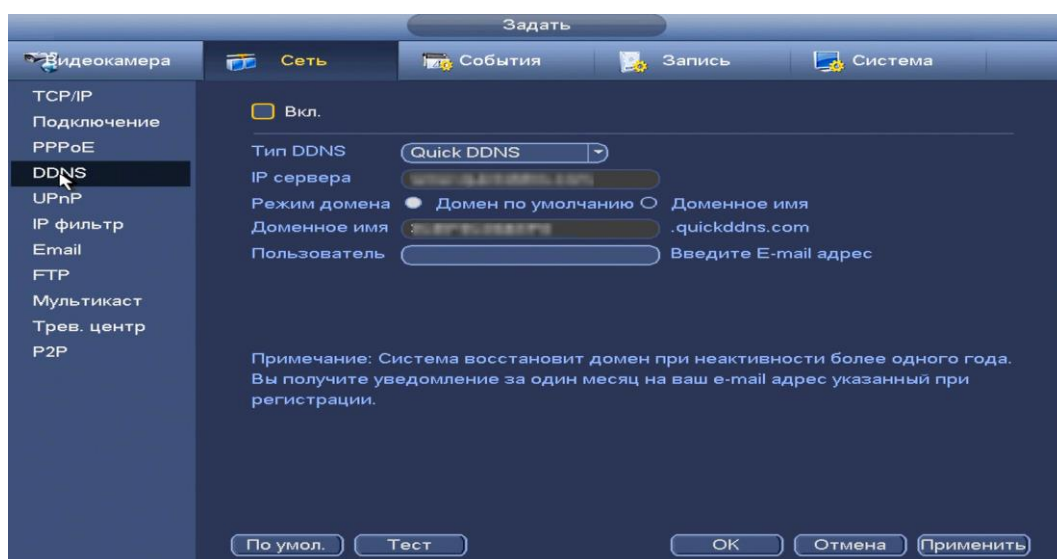 Задать
Видеокамера
Сеть
События
Запись
Система
TCP/IP
Подключение
PPPoE
DDNS
UPnP
IP фильтр
Email
FTP
Мультикаст
Трев. центр
P2P
Вкл.
Тип DDNS Quick DDNS
IP сервера
Режим домена Домен по умолчанию Доменное имя
Доменное имя .quickddns.com
Пользователь Введите E-mail адрес
Примечание: Система восстановит домен при неактивности более одного года.
Вы получите уведомление за один месяц на ваш e-mail адрес указанный при
регистрации.
По умол. Тест OK Отмена Применить